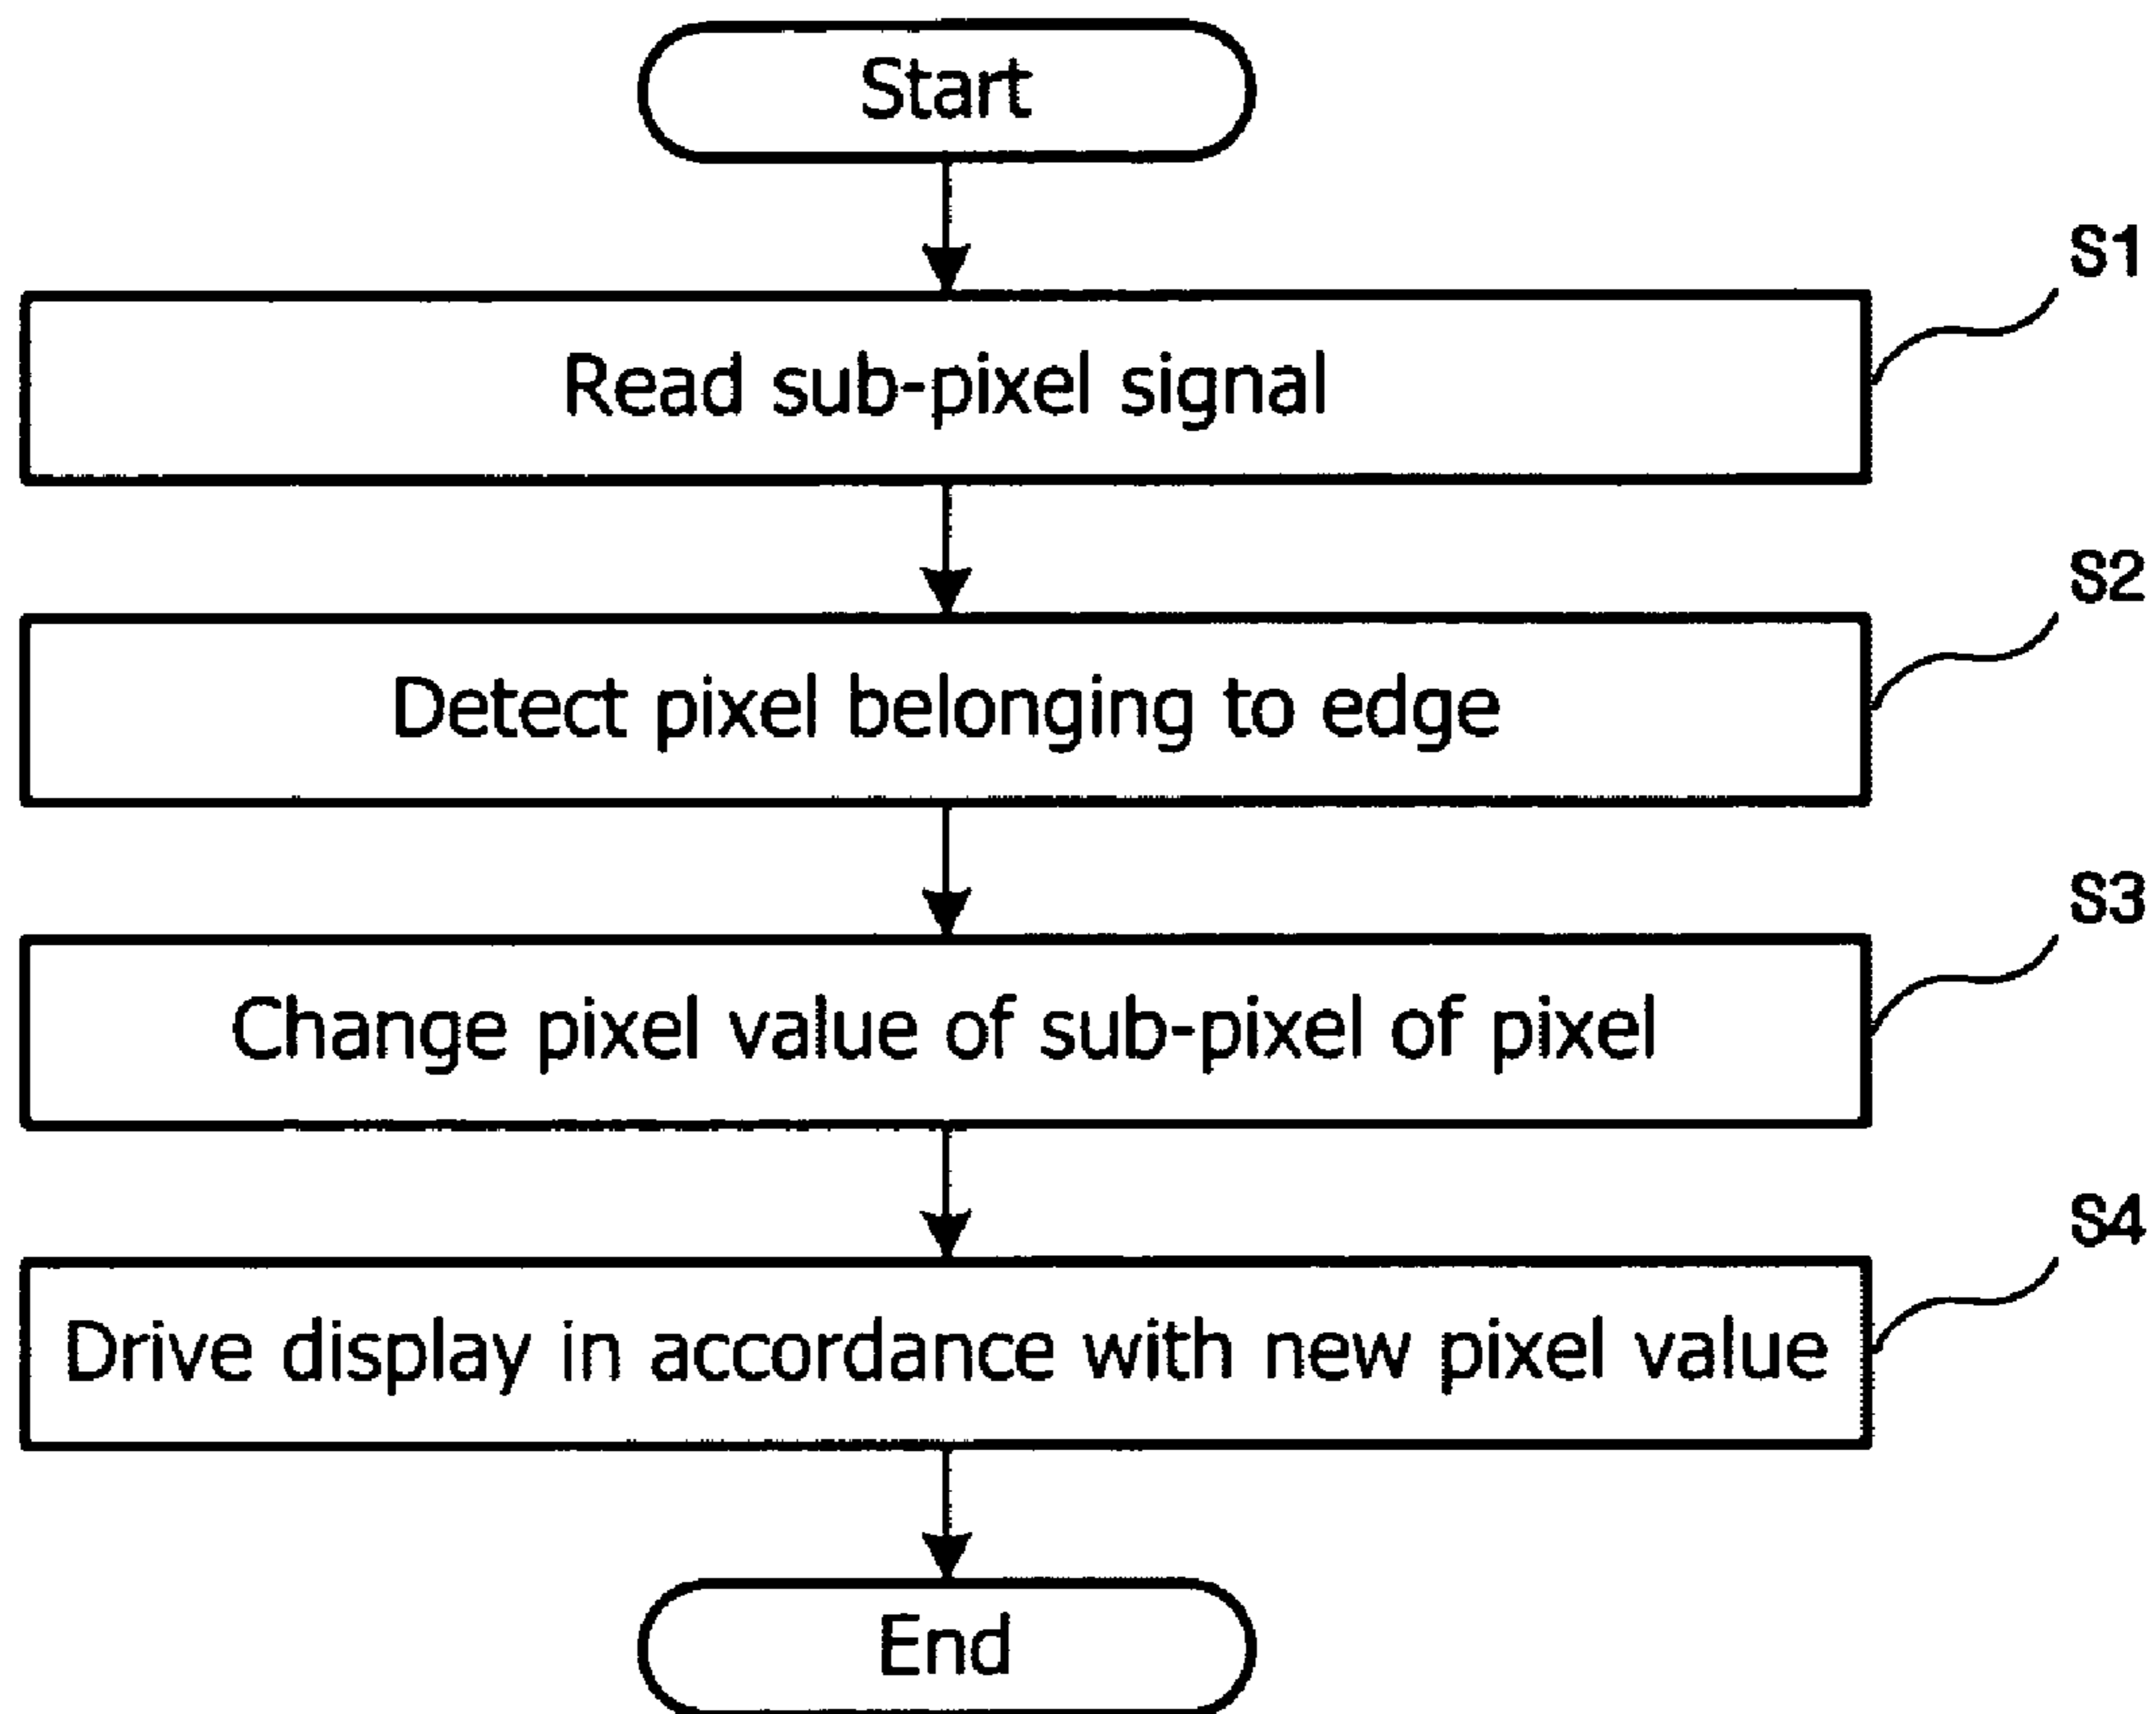 Start
S1
Read sub-pixel signal
S2
Detect pixel belonging to edge
S3
Change pixel value of sub-pixel of pixel
S4
Drive display in accordance with new pixel value
End